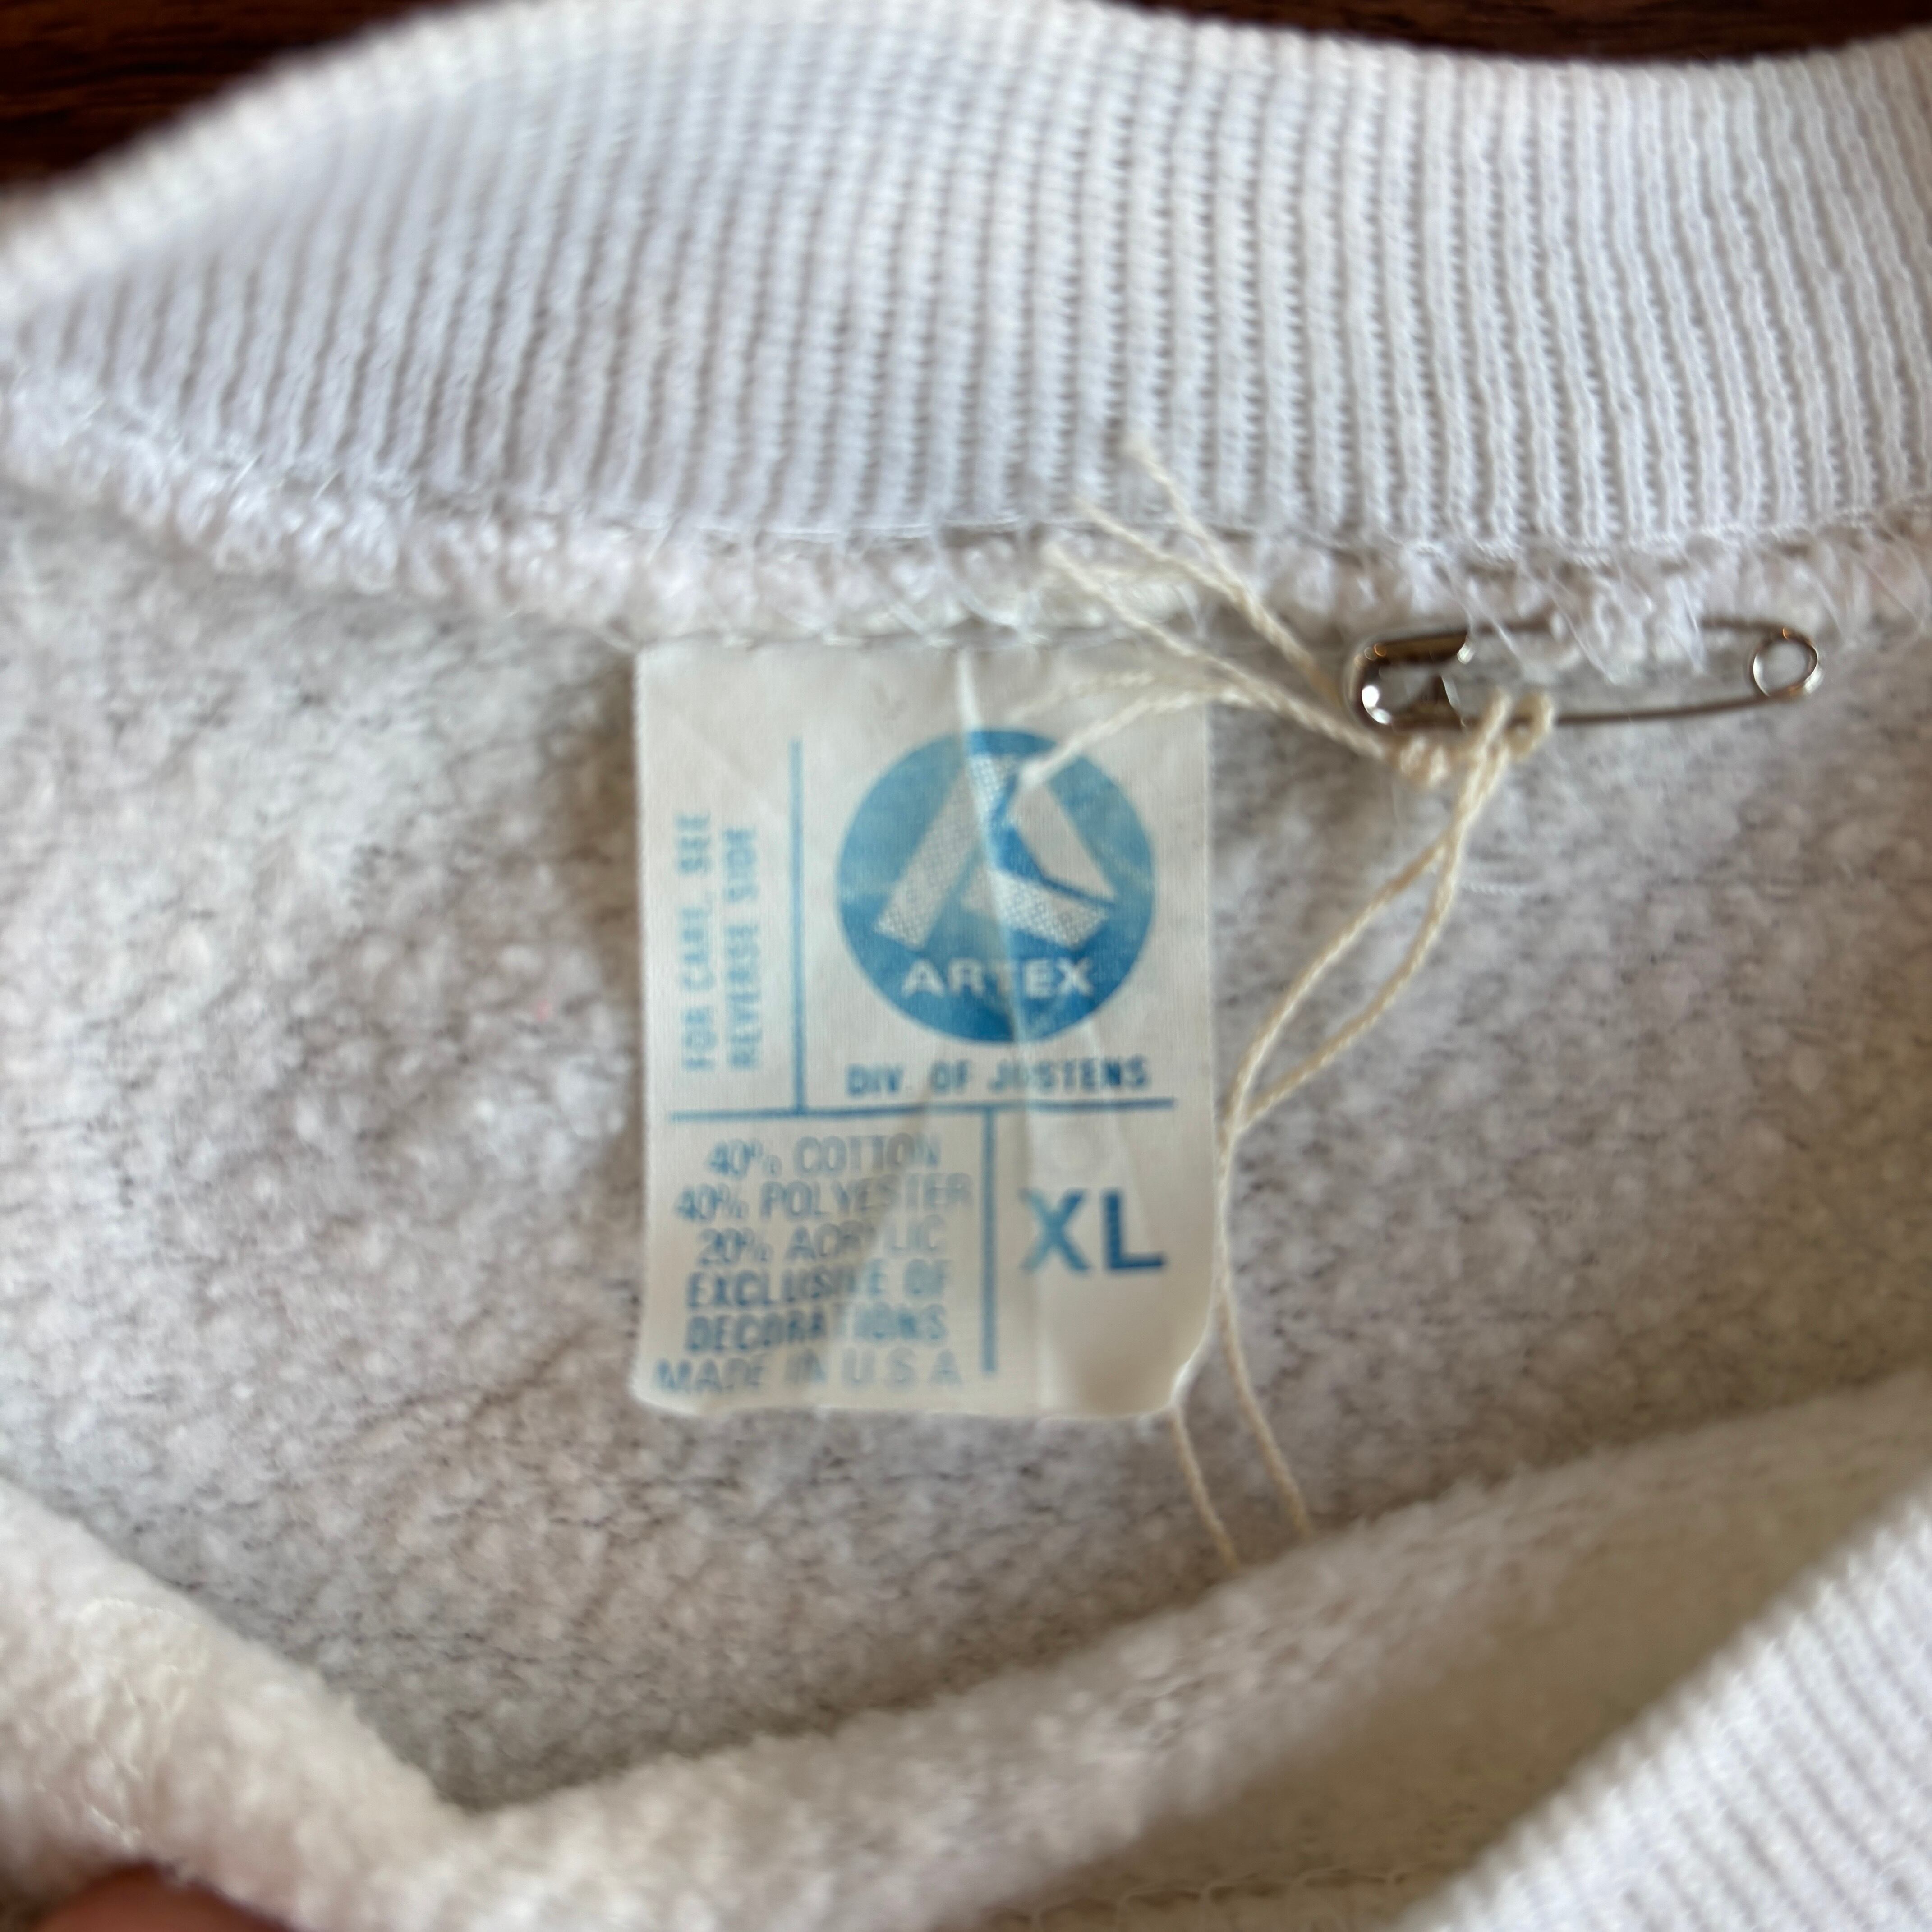 FOR CARE, SEE
REVERSE SIDE
ARTEX
DIV. OF JOSTENS
40% COTTON
40% POLYESTER
20% ACRYLIC
EXCLUSIVE OF
DECORATIONS
MADE IN U S A
XL